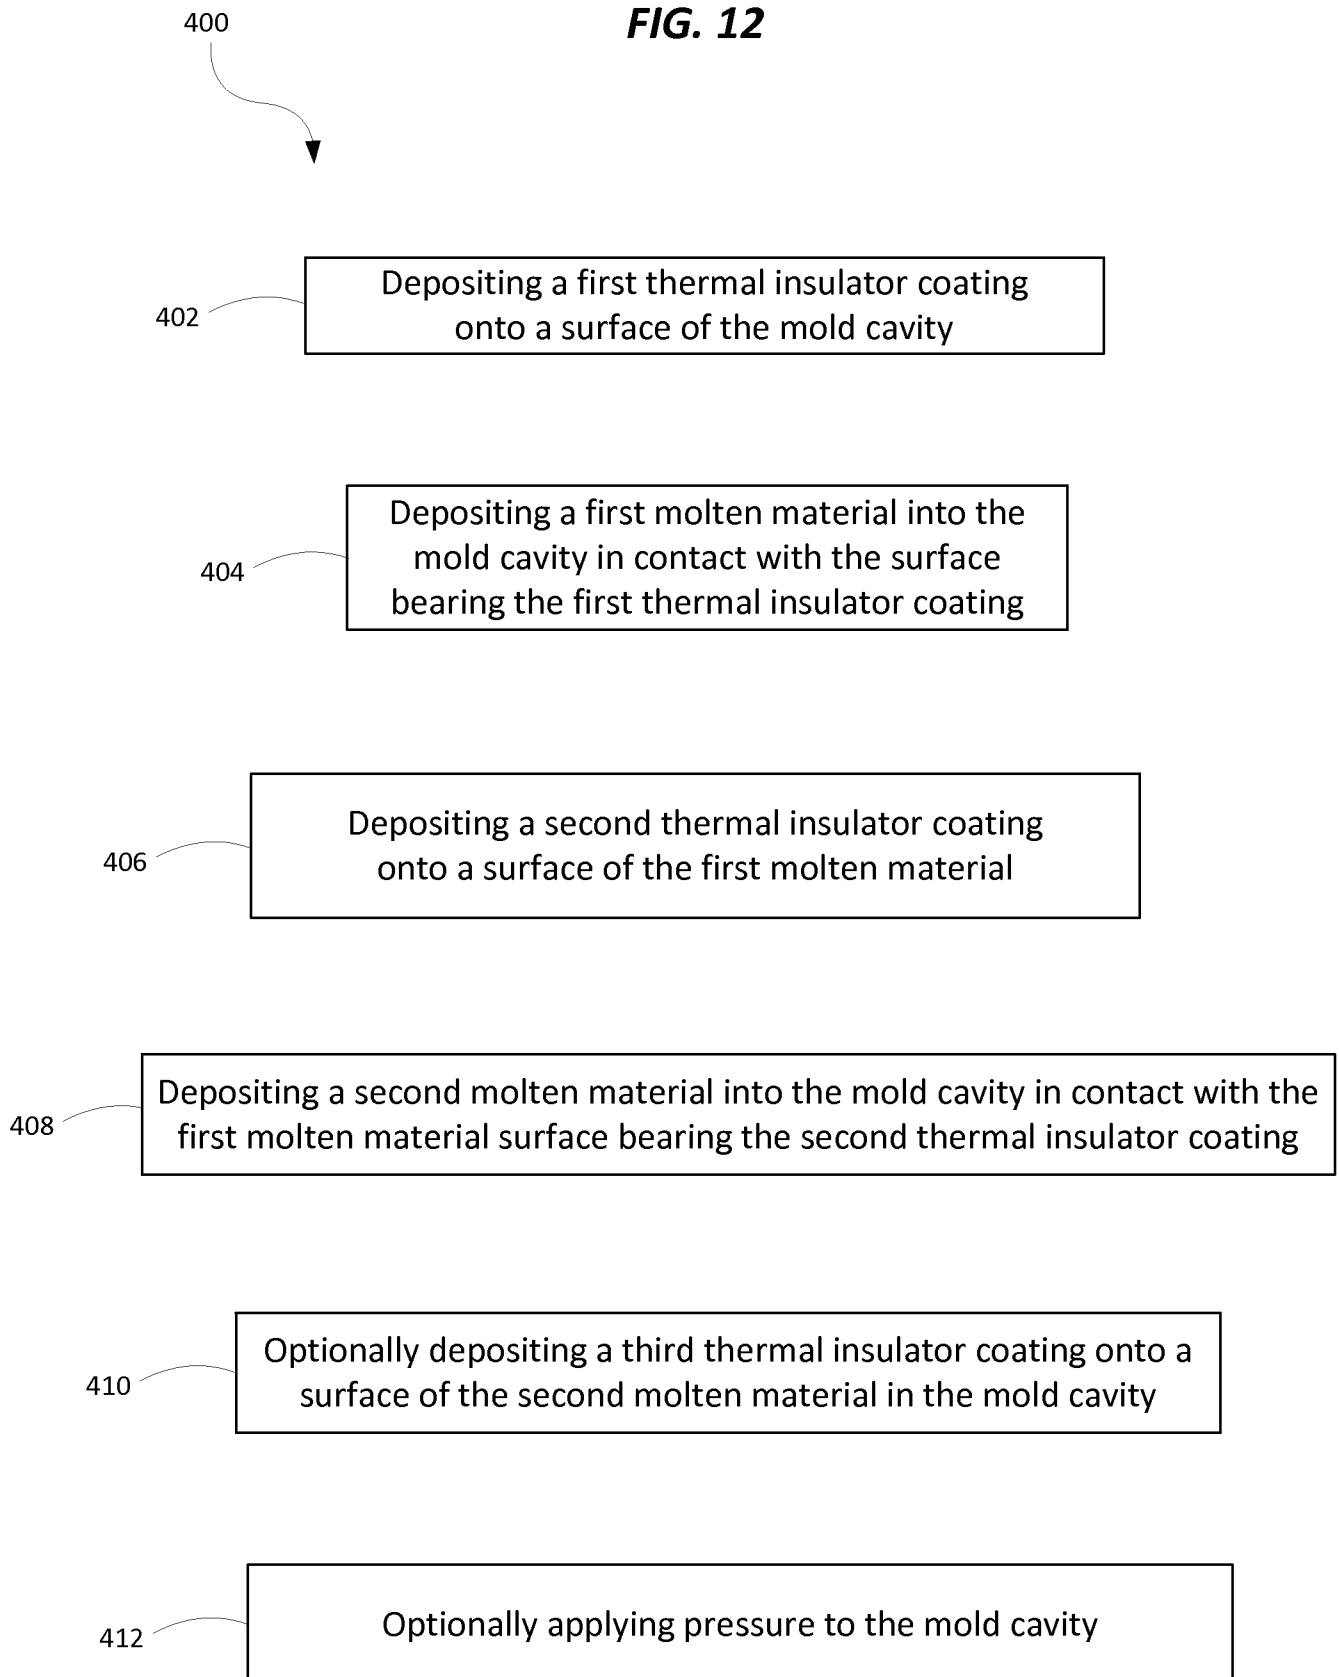 FIG. 12
400
402
Depositing a first thermal insulator coating
onto a surface of the mold cavity
404
Depositing a first molten material into the
mold cavity in contact with the surface
bearing the first thermal insulator coating
406
Depositing a second thermal insulator coating
onto a surface of the first molten material
408
Depositing a second molten material into the mold cavity in contact with the
first molten material surface bearing the second thermal insulator coating
410
Optionally depositing a third thermal insulator coating onto a
surface of the second molten material in the mold cavity
412
Optionally applying pressure to the mold cavity